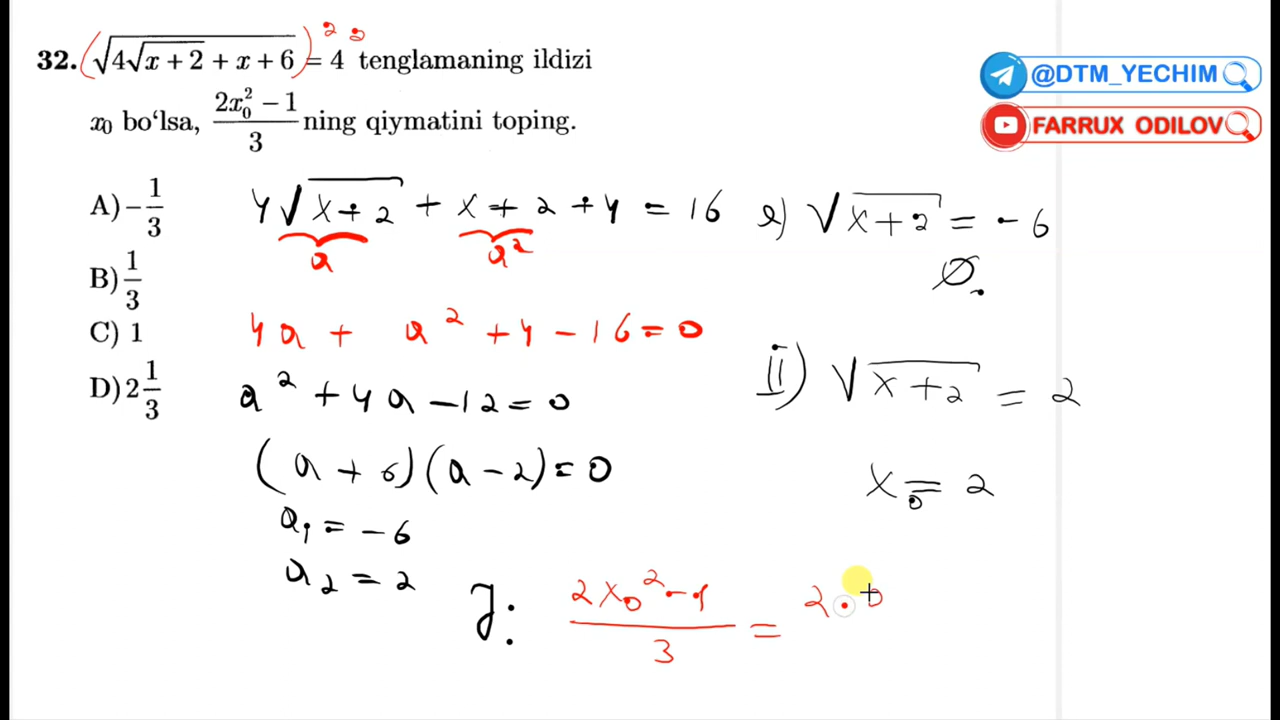 32. (√(4√(x+2) + x + 6))² = 4² tenglamaning ildizi
x₀ bo‘lsa, (2x₀² − 1)/3 ning qiymatini toping.
A) −1/3
B) 1/3
C) 1
D) 2 1/3
4√(x+2) + x + 2 + 4 = 16
a a²
4a + a² + 4 − 16 = 0
a² + 4a − 12 = 0
(a + 6)(a − 2) = 0
a₁ = −6
a₂ = 2
√(x+2) = −6
∅.
II) √(x+2) = 2
x₀ = 2
J: (2x₀² − 1)/3 = 2 ·
@DTM_YECHIM
FARRUX ODILOV